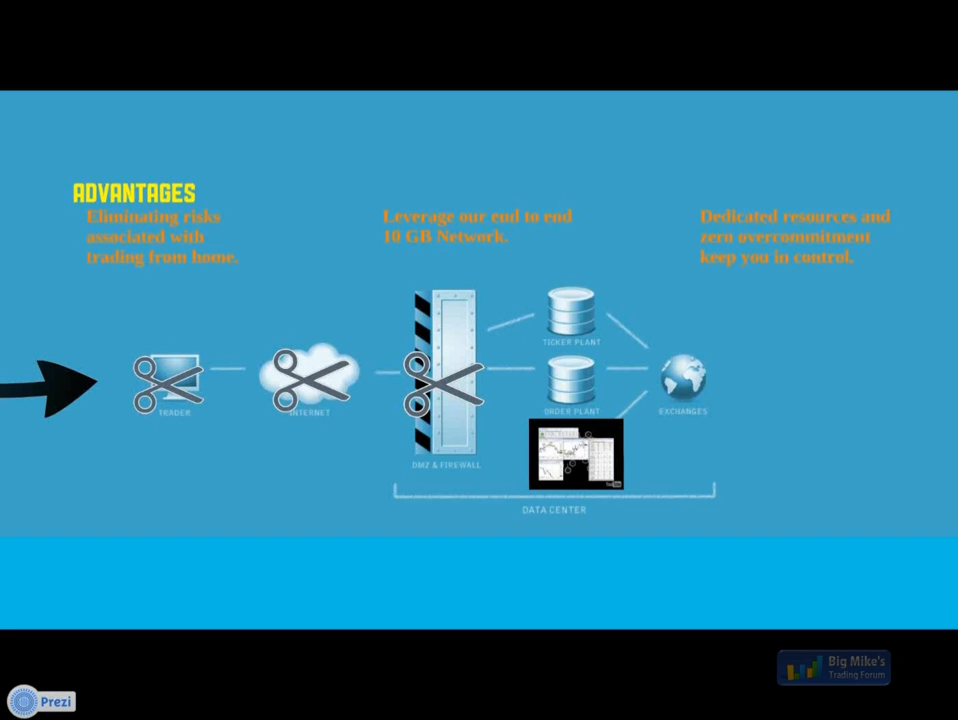 ADVANTAGES
Eliminating risks
associated with
trading from home.
Leverage our end to end
10 GB Network.
Dedicated resources and
zero overcommitment
keep you in control.
TICKER PLANT
TRADER
INTERNET
ORDER PLANT
EXCHANGES
DMZ & FIREWALL
DATA CENTER
Big Mike's
Trading Forum
Prezi